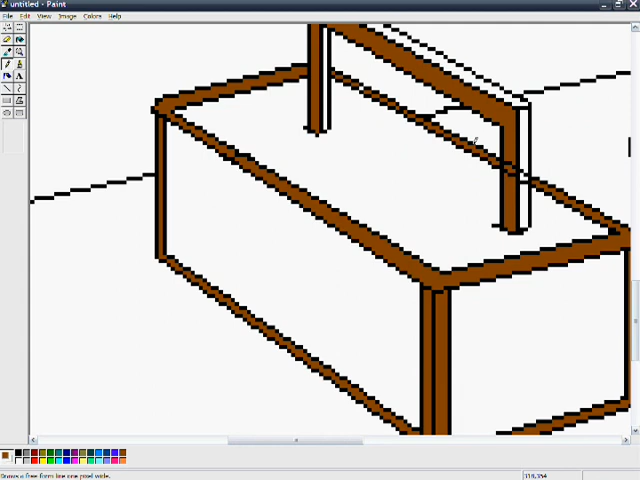 untitled - Paint
File Edit View Image Colors Help
A
Draws a free form line one pixel wide.